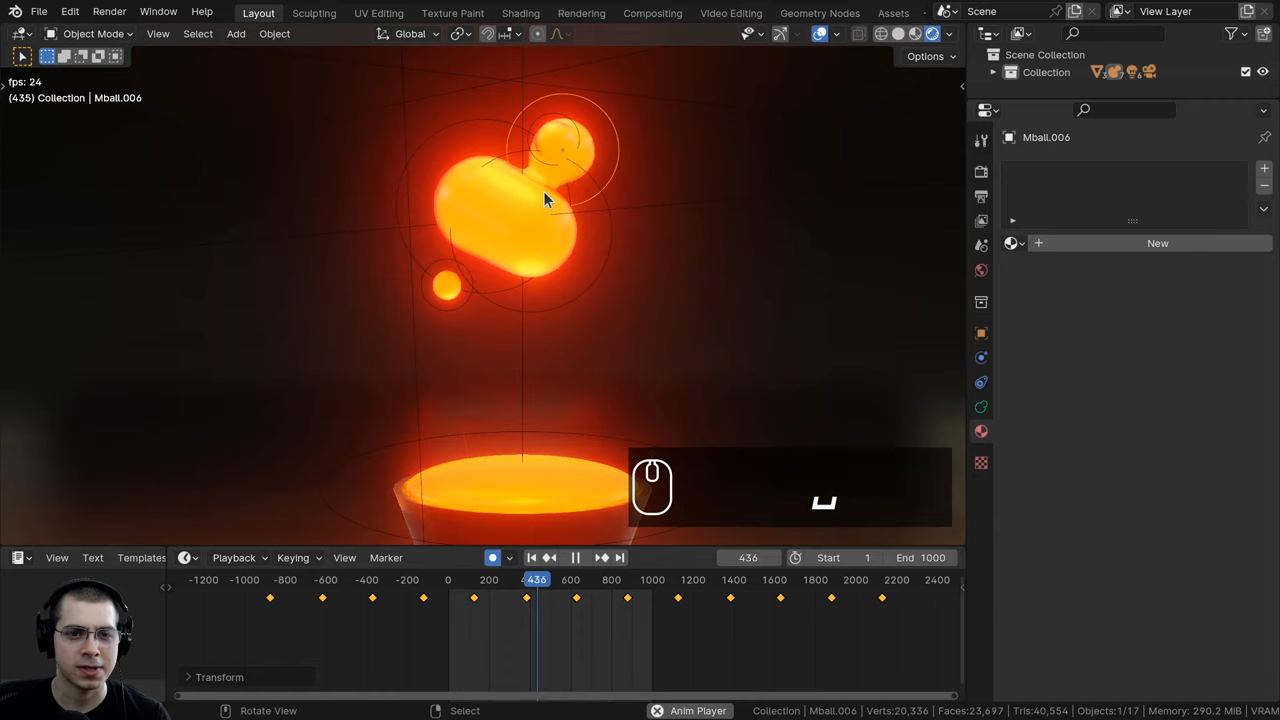 File Edit Render Window Help Layout Sculpting UV Editing Texture Paint Shading Rendering Compositing Video Editing Geometry Nodes Assets Scene View Layer
Object Mode View Select Add Object Global
Options
Scene Collection
Collection
fps: 24
(435) Collection | Mball.006
Mball.006
New
View Text Templates Playback Keying View Marker 436 Start 1 End 1000
-1200 -1000 -800 -600 -400 -200 0 200 436 600 800 1000 1200 1400 1600 1800 2000 2200 2400
Transform
Rotate View Select Anim Player Collection | Mball.006 | Verts:20,336 | Faces:23,697 | Tris:40,554 | Objects:1/17 | Memory: 290.2 MiB | VRAM